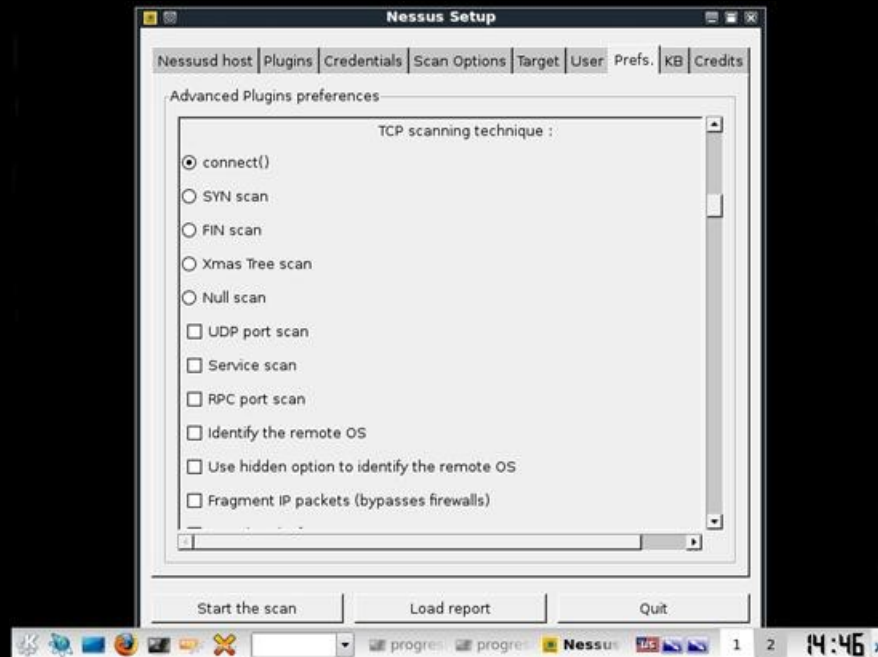 Nessus Setup
Nessusd host Plugins Credentials Scan Options Target User Prefs. KB Credits
Advanced Plugins preferences
TCP scanning technique :
connect()
SYN scan
FIN scan
Xmas Tree scan
Null scan
UDP port scan
Service scan
RPC port scan
Identify the remote OS
Use hidden option to identify the remote OS
Fragment IP packets (bypasses firewalls)
Start the scan Load report Quit
progres progres Nessus US 1 2 14:46